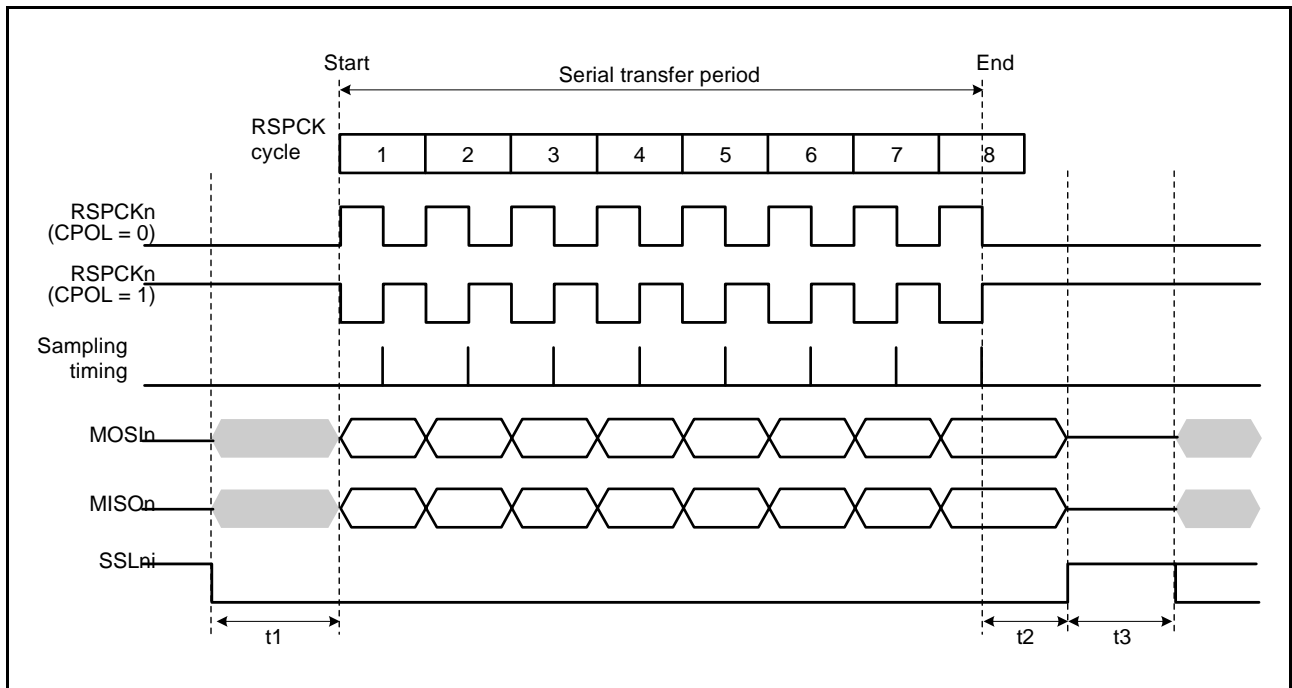 Start
End
Serial transfer period
RSPCK
cycle
1 2 3 4 5 6 7 8
RSPCKn
(CPOL = 0)
RSPCKn
(CPOL = 1)
Sampling
timing
MOSIn
MISOn
SSLni
t1
t2
t3